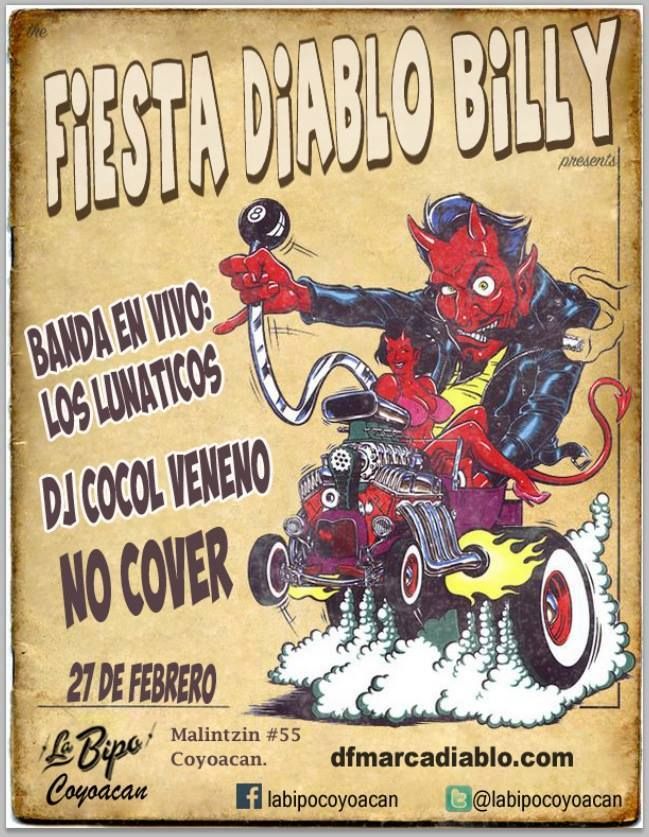 the
FIESTA DIABLO BILLY
presents
8
BANDA EN VIVO:
LOS LUNATICOS
DJ COCOL VENENO
NO COVER
27 DE FEBRERO
La Bipo
Coyoacan
Malintzin #55
Coyoacan.
dfmarcadiablo.com
labipocoyoacan
@labipocoyoacan